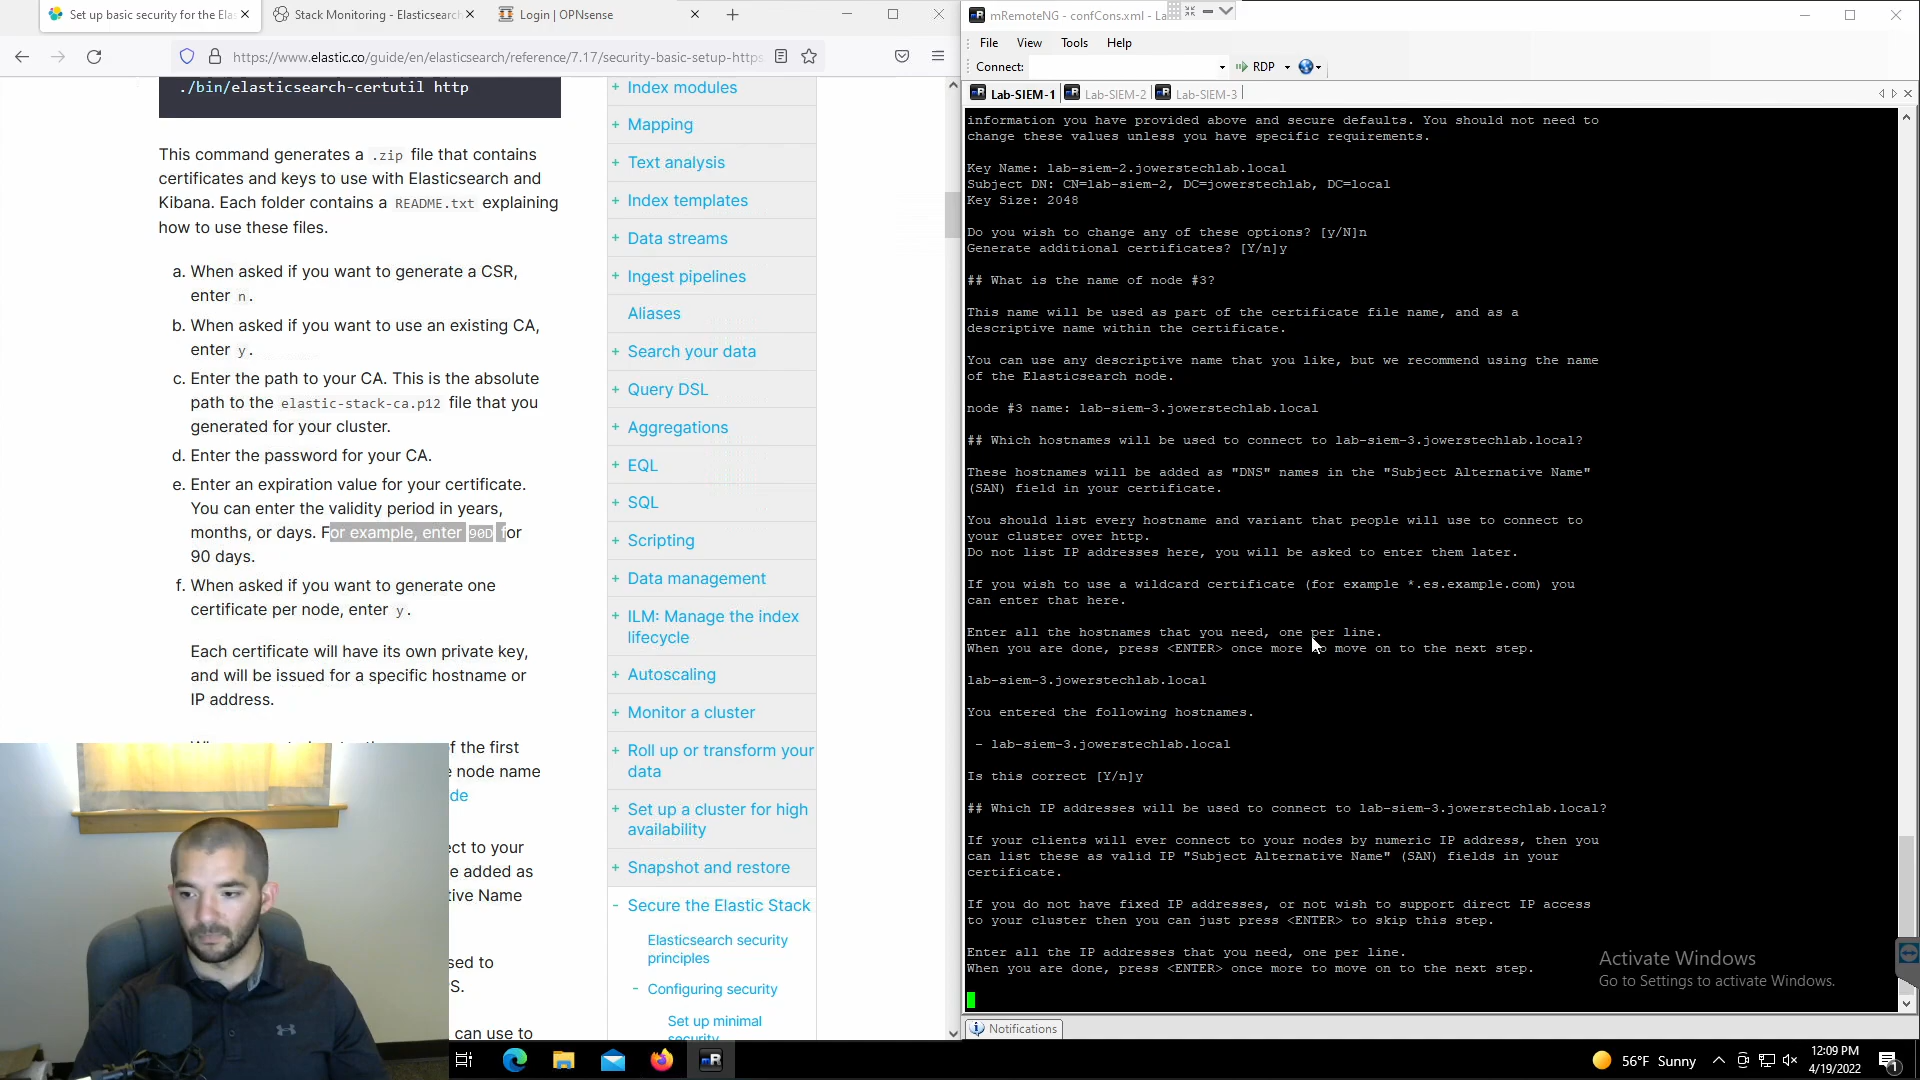 Set up basic security for the Ela
Stack Monitoring - Elasticsearch
Login | OPNsense
https://www.elastic.co/guide/en/elasticsearch/reference/7.17/security-basic-setup-https
./bin/elasticsearch-certutil http
This command generates a .zip file that contains
certificates and keys to use with Elasticsearch and
Kibana. Each folder contains a README.txt explaining
how to use these files.
a. When asked if you want to generate a CSR,
enter n.
b. When asked if you want to use an existing CA,
enter y.
c. Enter the path to your CA. This is the absolute
path to the elastic-stack-ca.p12 file that you
generated for your cluster.
d. Enter the password for your CA.
e. Enter an expiration value for your certificate.
You can enter the validity period in years,
months, or days. For example, enter 90D for
90 days.
f. When asked if you want to generate one
certificate per node, enter y.
Each certificate will have its own private key,
and will be issued for a specific hostname or
IP address.
f the first
e node name
de
ect to your
e added as
tive Name
sed to
S.
can use to
+ Index modules
+ Mapping
+ Text analysis
+ Index templates
+ Data streams
+ Ingest pipelines
Aliases
+ Search your data
+ Query DSL
+ Aggregations
+ EQL
+ SQL
+ Scripting
+ Data management
+ ILM: Manage the index
lifecycle
+ Autoscaling
+ Monitor a cluster
+ Roll up or transform your
data
+ Set up a cluster for high
availability
+ Snapshot and restore
- Secure the Elastic Stack
Elasticsearch security
principles
- Configuring security
Set up minimal
security
mRemoteNG - confCons.xml - La
File View Tools Help
Connect: RDP
Lab-SIEM-1 Lab-SIEM-2 Lab-SIEM-3
information you have provided above and secure defaults. You should not need to
change these values unless you have specific requirements.
Key Name: lab-siem-2.jowerstechlab.local
Subject DN: CN=lab-siem-2, DC=jowerstechlab, DC=local
Key Size: 2048
Do you wish to change any of these options? [y/N]n
Generate additional certificates? [Y/n]y
## What is the name of node #3?
This name will be used as part of the certificate file name, and as a
descriptive name within the certificate.
You can use any descriptive name that you like, but we recommend using the name
of the Elasticsearch node.
node #3 name: lab-siem-3.jowerstechlab.local
## Which hostnames will be used to connect to lab-siem-3.jowerstechlab.local?
These hostnames will be added as "DNS" names in the "Subject Alternative Name"
(SAN) field in your certificate.
You should list every hostname and variant that people will use to connect to
your cluster over http.
Do not list IP addresses here, you will be asked to enter them later.
If you wish to use a wildcard certificate (for example *.es.example.com) you
can enter that here.
Enter all the hostnames that you need, one per line.
When you are done, press <ENTER> once more to move on to the next step.
lab-siem-3.jowerstechlab.local
You entered the following hostnames.
- lab-siem-3.jowerstechlab.local
Is this correct [Y/n]y
## Which IP addresses will be used to connect to lab-siem-3.jowerstechlab.local?
If your clients will ever connect to your nodes by numeric IP address, then you
can list these as valid IP "Subject Alternative Name" (SAN) fields in your
certificate.
If you do not have fixed IP addresses, or not wish to support direct IP access
to your cluster then you can just press <ENTER> to skip this step.
Enter all the IP addresses that you need, one per line.
When you are done, press <ENTER> once more to move on to the next step.
Activate Windows
Go to Settings to activate Windows.
Notifications
56°F Sunny
12:09 PM
4/19/2022
1